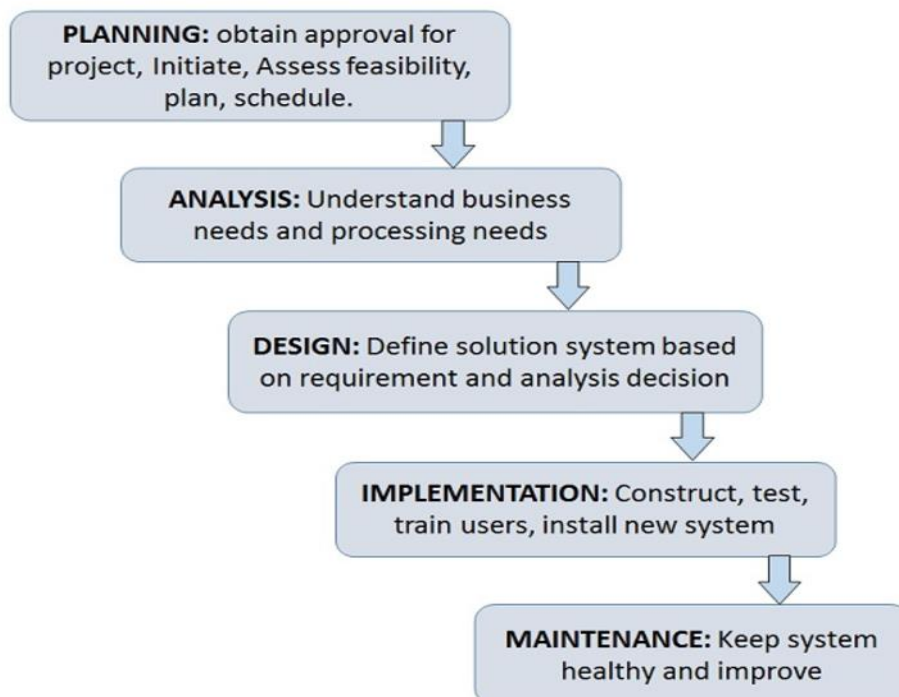 PLANNING: obtain approval for
project, Initiate, Assess feasibility,
plan, schedule.
ANALYSIS: Understand business
needs and processing needs
DESIGN: Define solution system based
on requirement and analysis decision
IMPLEMENTATION: Construct, test,
train users, install new system
MAINTENANCE: Keep system
healthy and improve